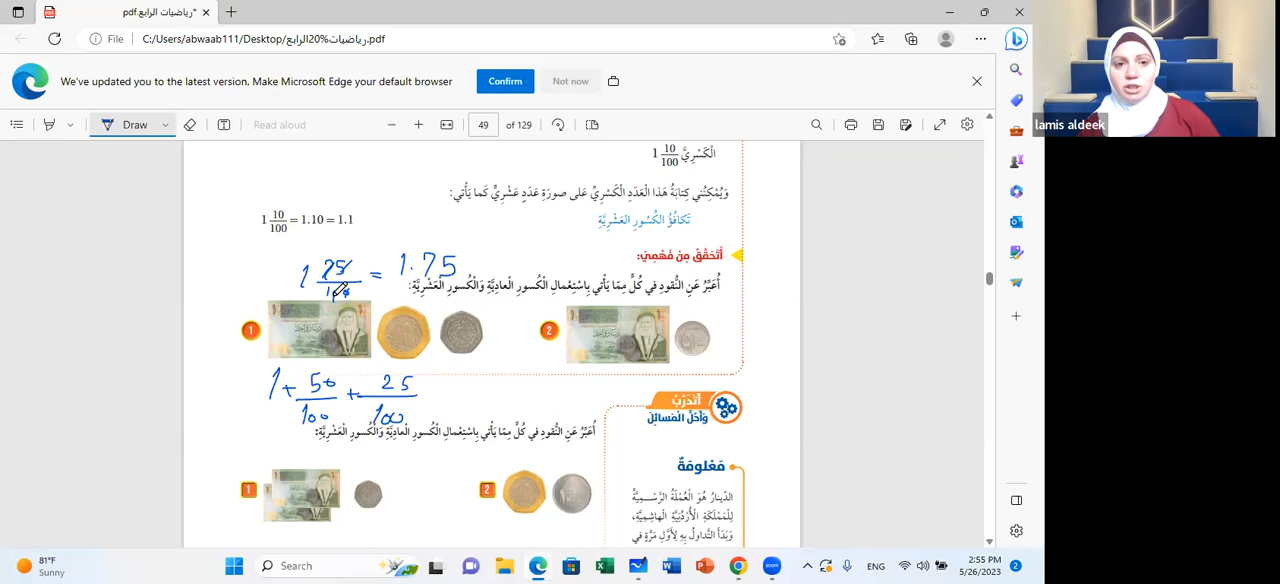 رياضيات الرابع.pdf*
File C:/Users/abwaab111/Desktop/رياضيات%20الرابع.pdf
We've updated you to the latest version. Make Microsoft Edge your default browser Confirm Not now
Draw Read aloud 49 of 129
lamis aldeek
الْكَسْرِيَّ 1 10/100
وَيُمْكِنُني كِتابَةُ هٰذا الْعَدَدِ الْكَسْرِيِّ عَلى صورَةِ عَدَدٍ عَشْرِيٍّ كَما يَأْتي:
1 10/100 = 1.10 = 1.1
تَكافُؤُ الْكُسورِ الْعَشْرِيَّةِ
أَتَحَقَّقُ مِنْ فَهْمِيَ:
1 75/100 = 1.75
أُعَبِّرُ عَنِ النُّقودِ في كُلٍّ مِمّا يَأْتي بِاسْتِعْمالِ الْكُسورِ الْعادِيَّةِ وَالْكُسورِ الْعَشْرِيَّةِ:
1
2
1 + 50/100 + 25/100
أَتَدَرَّبُ
وَأَحُلُّ الْمَسائِلَ
أُعَبِّرُ عَنِ النُّقودِ في كُلٍّ مِمّا يَأْتي بِاسْتِعْمالِ الْكُسورِ الْعادِيَّةِ وَالْكُسورِ الْعَشْرِيَّةِ:
مَعْلومَةٌ
1
2
الدّينارُ هُوَ الْعُمْلَةُ الرَّسْمِيَّةُ
لِلْمَمْلَكَةِ الْأُرْدُنِيَّةِ الْهاشِمِيَّةِ،
وَبَدَأَ التَّداوُلُ بِهِ لِأَوَّلِ مَرَّةٍ في
81°F
Sunny
Search
ENG
2:55 PM
5/26/2023
2